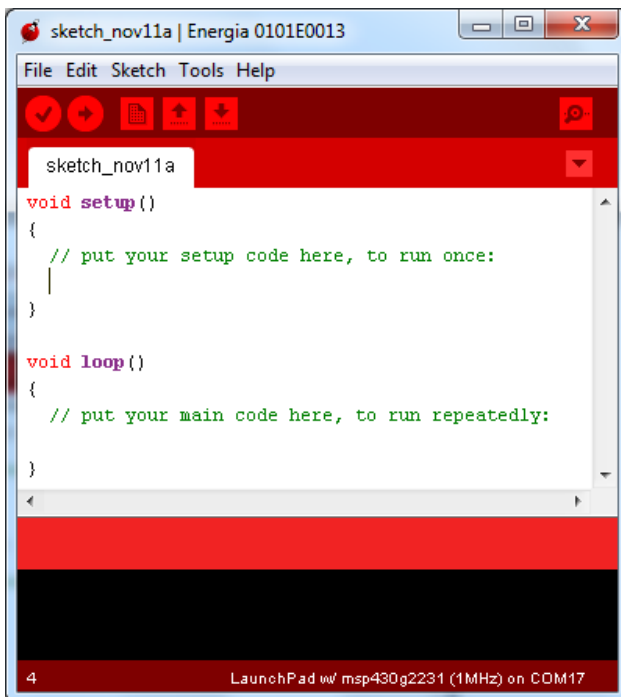 sketch_nov11a | Energia 0101E0013
File Edit Sketch Tools Help
sketch_nov11a
void setup()
{
  // put your setup code here, to run once:
  
}

void loop()
{
  // put your main code here, to run repeatedly:
  
}
4 LaunchPad w/ msp430g2231 (1MHz) on COM17